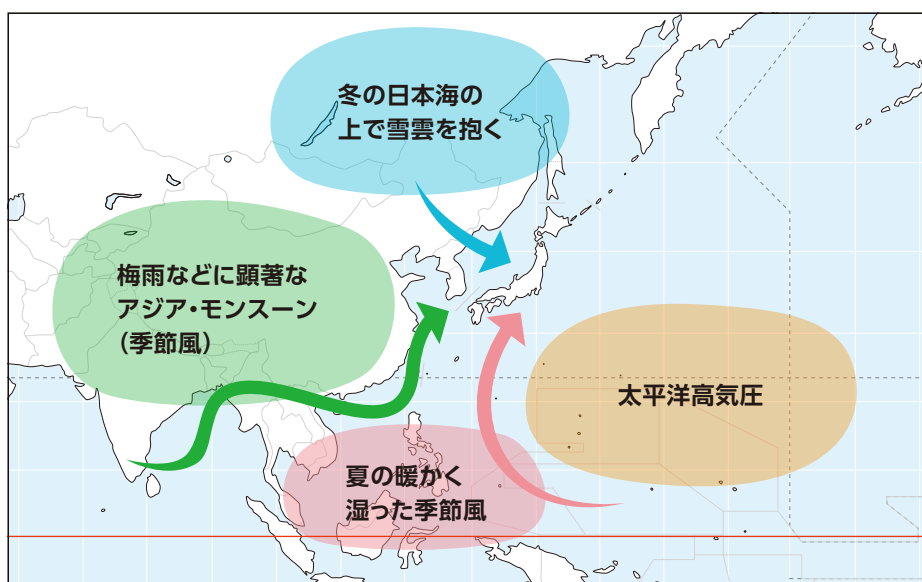 冬の日本海の
上で雪雲を抱く
梅雨などに顕著な
アジア・モンスーン
（季節風）
太平洋高気圧
夏の暖かく
湿った季節風